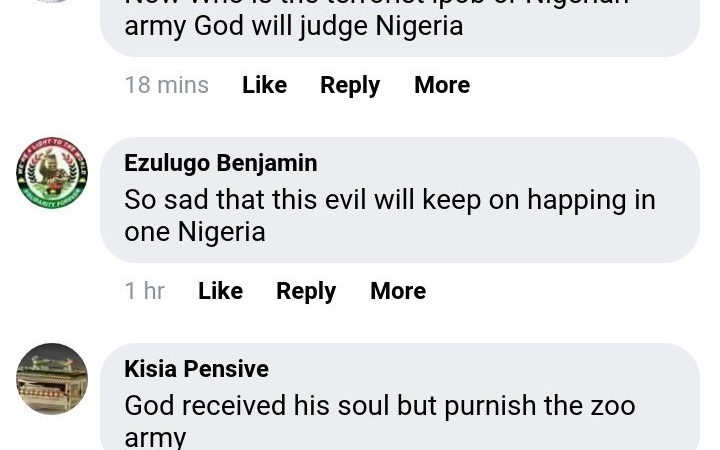 army God will judge Nigeria
18 mins Like Reply More
Ezulugo Benjamin
So sad that this evil will keep on happing in
one Nigeria
1 hr Like Reply More
Kisia Pensive
God received his soul but purnish the zoo
army